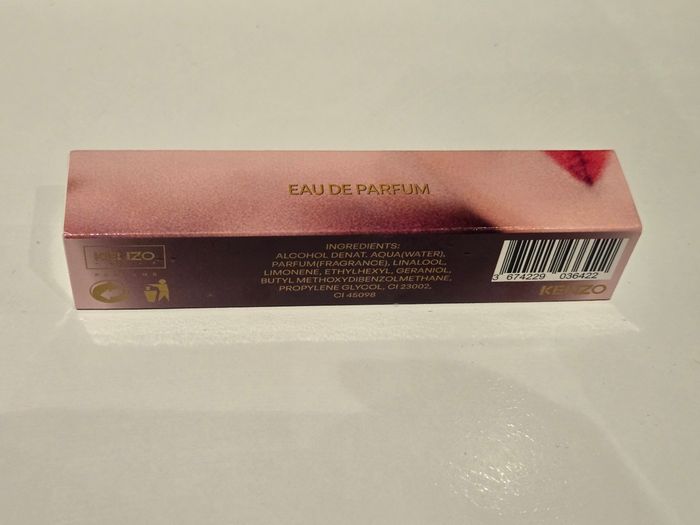 EAU DE PARFUM
KENZO
PARFUMS
INGREDIENTS:
ALCOHOL DENAT. AQUA(WATER),
PARFUM(FRAGRANCE), LINALOOL,
LIMONENE, ETHYLHEXYL, GERANIOL,
BUTYL METHOXYDIBENZOLMETHANE,
PROPYLENE GLYCOL, CI 23002,
CI 45098
3 674229 036422
KENZO